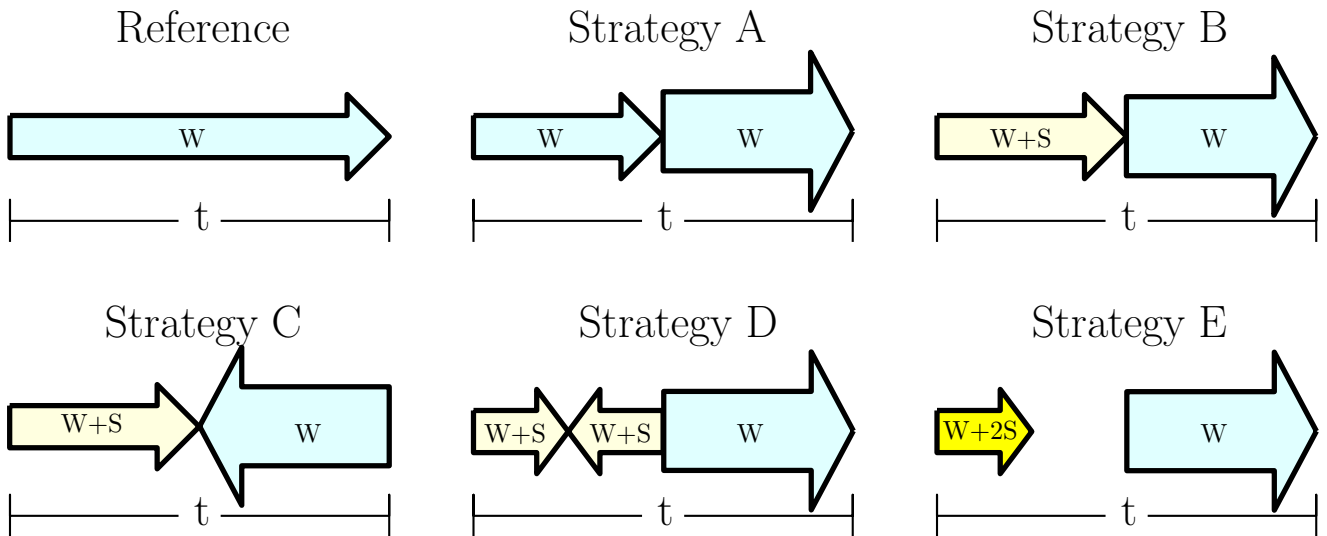 Reference
Strategy A
Strategy B
W
W
W
W+S
W
t
t
t
Strategy C
Strategy D
Strategy E
W+S
W
W+S
W+S
W
W+2S
W
t
t
t